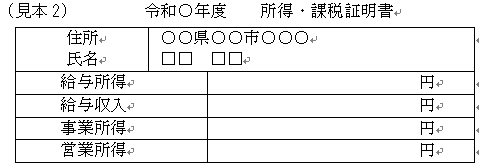 （見本２）　令和〇年度　所得・課税証明書
住所　〇〇県〇〇市〇〇〇
氏名　□□　□□
給与所得　円
給与収入　円
事業所得　円
営業所得　円